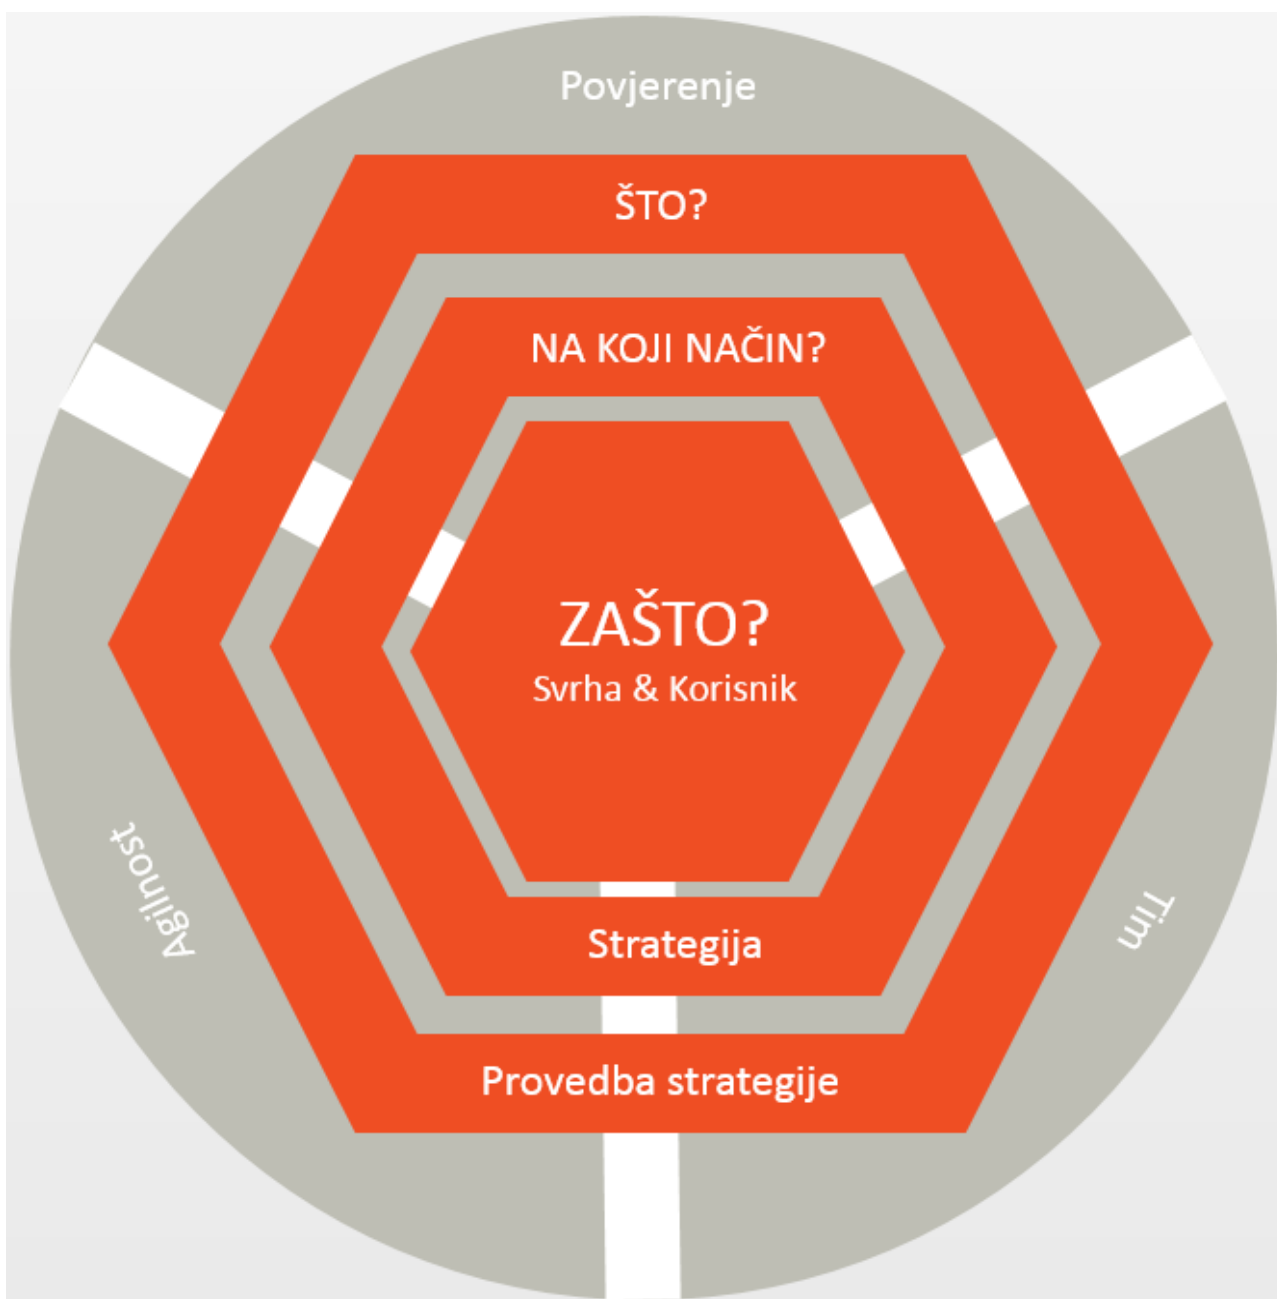 Povjerenje
ŠTO?
NA KOJI NAČIN?
ZAŠTO?
Svrha & Korisnik
Agilnost
Tim
Strategija
Provedba strategije